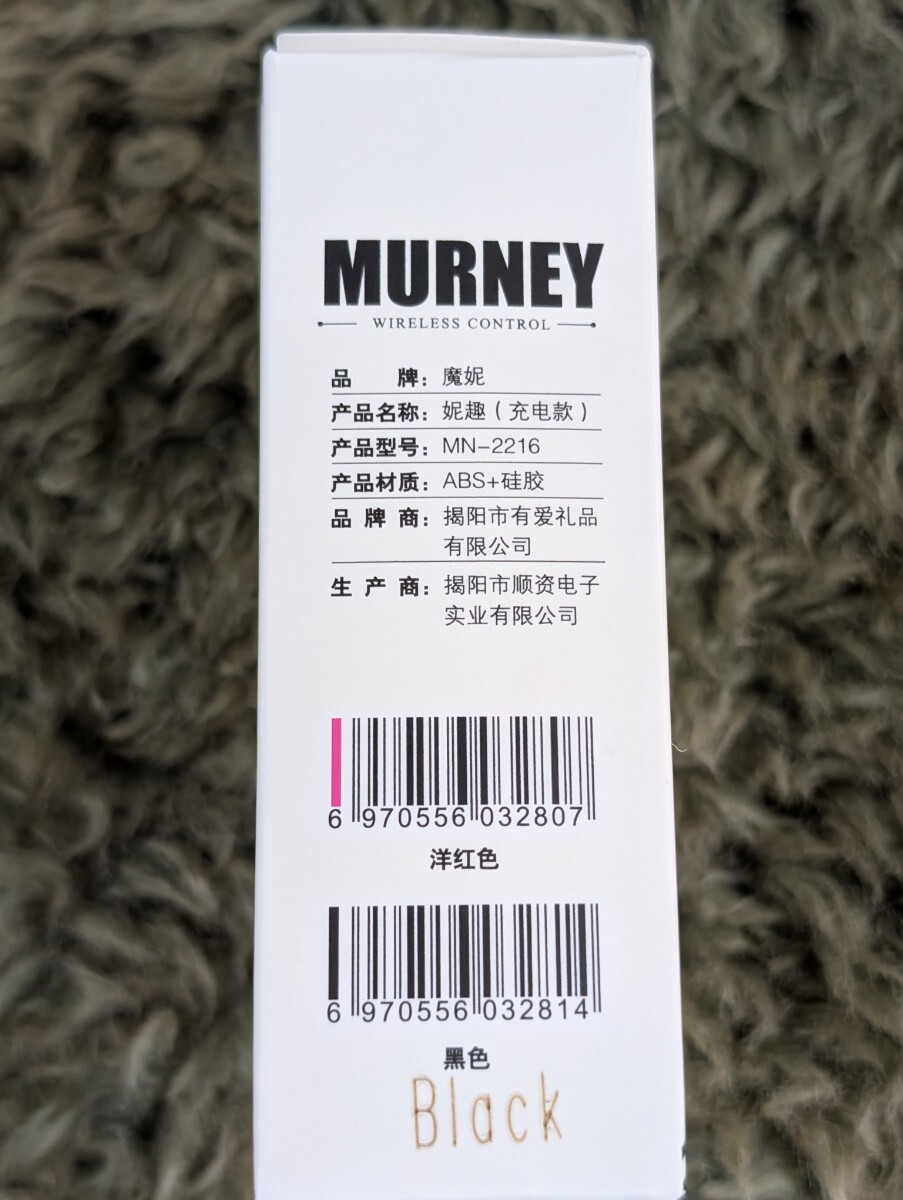 MURNEY
WIRELESS CONTROL
品 牌：魔妮
产品名称：妮趣（充电款）
产品型号：MN-2216
产品材质：ABS+硅胶
品 牌 商：揭阳市有爱礼品
有限公司
生 产 商：揭阳市顺资电子
实业有限公司
6 970556 032807
洋红色
6 970556 032814
黑色
Black